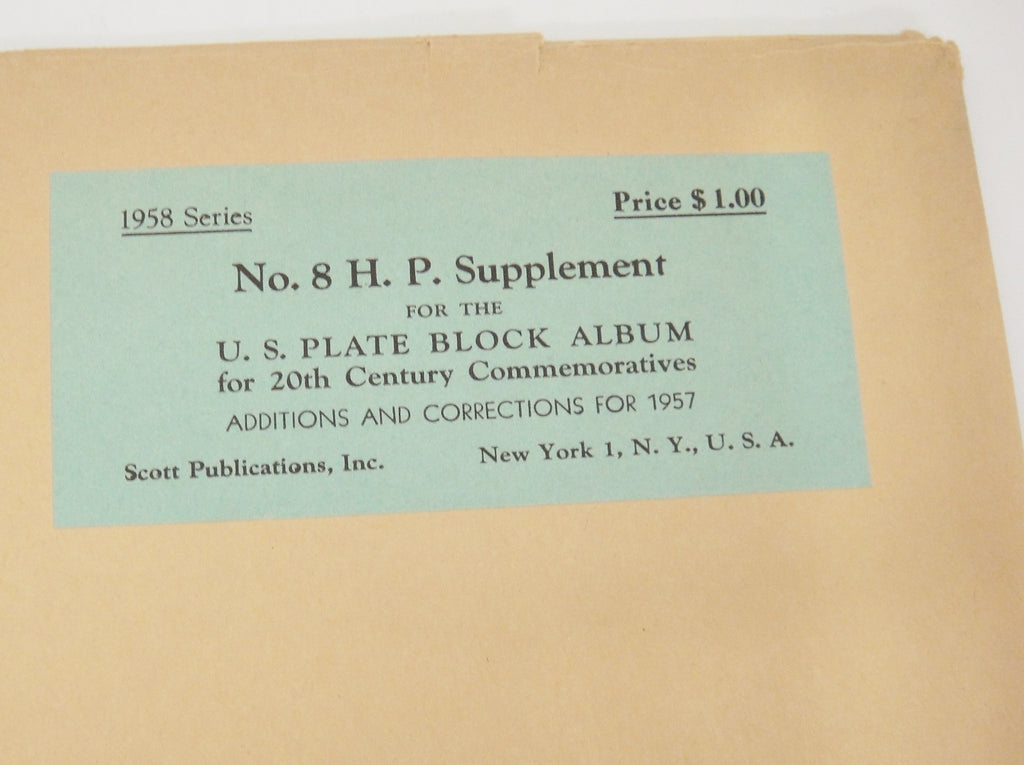 1958 Series
Price $ 1.00
No. 8 H. P. Supplement
FOR THE
U. S. PLATE BLOCK ALBUM
for 20th Century Commemoratives
ADDITIONS AND CORRECTIONS FOR 1957
Scott Publications, Inc.
New York 1, N. Y., U. S. A.